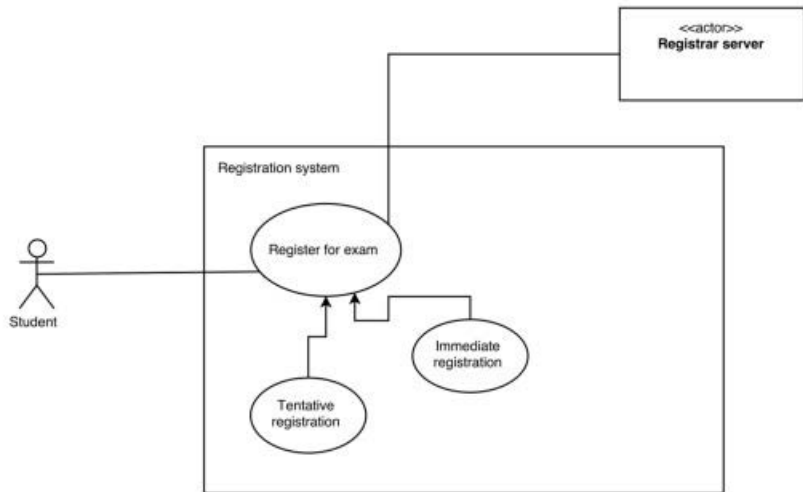 <<actor>>
Registrar server
Registration system
Register for exam
Student
Immediate
registration
Tentative
registration